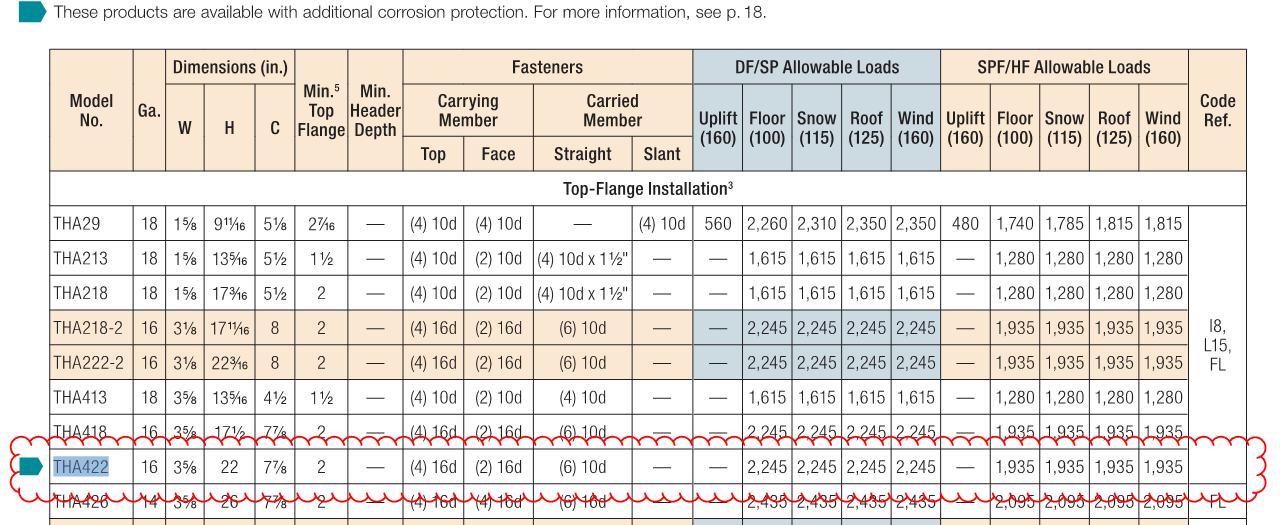 These products are available with additional corrosion protection. For more information, see p. 18.
Model No. | Ga. | Dimensions (in.) | Min.⁵ Top Flange | Min. Header Depth | Fasteners | DF/SP Allowable Loads | SPF/HF Allowable Loads | Code Ref.
W | H | C | Carrying Member | Carried Member | Uplift (160) | Floor (100) | Snow (115) | Roof (125) | Wind (160) | Uplift (160) | Floor (100) | Snow (115) | Roof (125) | Wind (160)
Top | Face | Straight | Slant
Top-Flange Installation³
THA29 | 18 | 1⅝ | 9¹¹⁄₁₆ | 5⅛ | 2⁷⁄₁₆ | — | (4) 10d | (4) 10d | — | (4) 10d | 560 | 2,260 | 2,310 | 2,350 | 2,350 | 480 | 1,740 | 1,785 | 1,815 | 1,815
THA213 | 18 | 1⅝ | 13⁵⁄₁₆ | 5½ | 1½ | — | (4) 10d | (2) 10d | (4) 10d x 1½" | — | — | 1,615 | 1,615 | 1,615 | 1,615 | — | 1,280 | 1,280 | 1,280 | 1,280
THA218 | 18 | 1⅝ | 17³⁄₁₆ | 5½ | 2 | — | (4) 10d | (2) 10d | (4) 10d x 1½" | — | — | 1,615 | 1,615 | 1,615 | 1,615 | — | 1,280 | 1,280 | 1,280 | 1,280
THA218-2 | 16 | 3⅛ | 17¹¹⁄₁₆ | 8 | 2 | — | (4) 16d | (2) 16d | (6) 10d | — | — | 2,245 | 2,245 | 2,245 | 2,245 | — | 1,935 | 1,935 | 1,935 | 1,935 | I8,
L15,
THA222-2 | 16 | 3⅛ | 22³⁄₁₆ | 8 | 2 | — | (4) 16d | (2) 16d | (6) 10d | — | — | 2,245 | 2,245 | 2,245 | 2,245 | — | 1,935 | 1,935 | 1,935 | 1,935 | FL
THA413 | 18 | 3⅝ | 13⁵⁄₁₆ | 4½ | 1½ | — | (4) 10d | (2) 10d | (4) 10d | — | — | 1,615 | 1,615 | 1,615 | 1,615 | — | 1,280 | 1,280 | 1,280 | 1,280
THA418 | 16 | 3⅝ | 17½ | 7⅞ | 2 | — | (4) 16d | (2) 16d | (6) 10d | — | — | 2,245 | 2,245 | 2,245 | 2,245 | — | 1,935 | 1,935 | 1,935 | 1,935
THA422 | 16 | 3⅝ | 22 | 7⅞ | 2 | — | (4) 16d | (2) 16d | (6) 10d | — | — | 2,245 | 2,245 | 2,245 | 2,245 | — | 1,935 | 1,935 | 1,935 | 1,935
THA426 | 14 | 3⅝ | 26 | 7⅞ | 2 | — | (4) 16d | (4) 16d | (6) 16d | — | — | 2,435 | 2,435 | 2,435 | 2,435 | — | 2,095 | 2,095 | 2,095 | 2,095 | FL